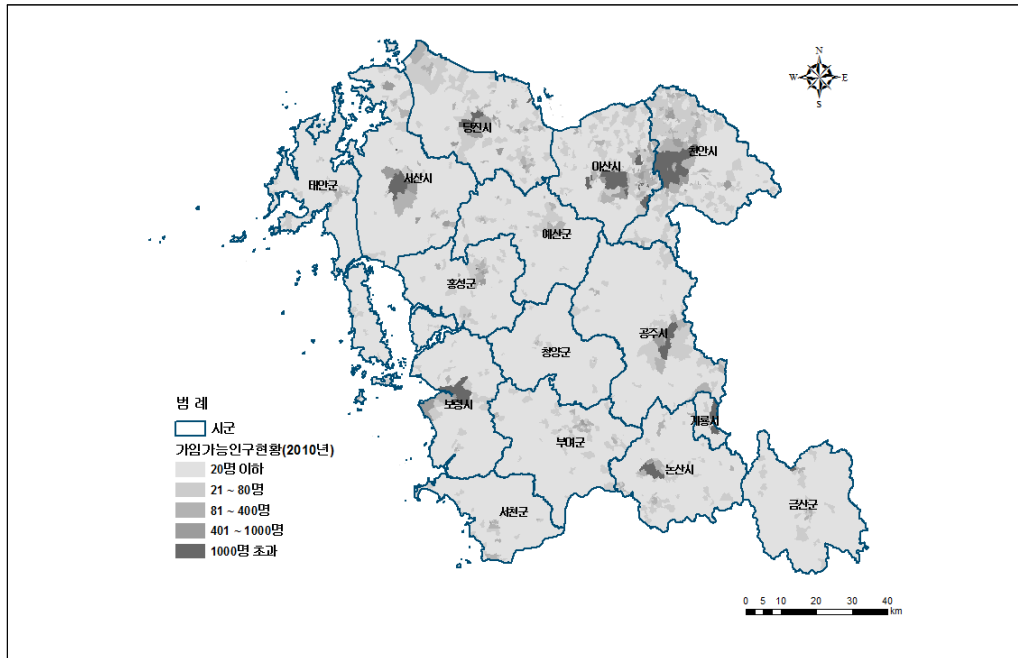 N
W E
S
당진시
아산시
천안시
서산시
태안군
예산군
홍성군
공주시
청양군
보령시
계룡시
부여군
논산시
서천군
금산군
범 례
시군
가임가능인구현황(2010년)
20명 이하
21 ~ 80명
81 ~ 400명
401 ~ 1000명
1000명 초과
0 5 10 20 30 40
km